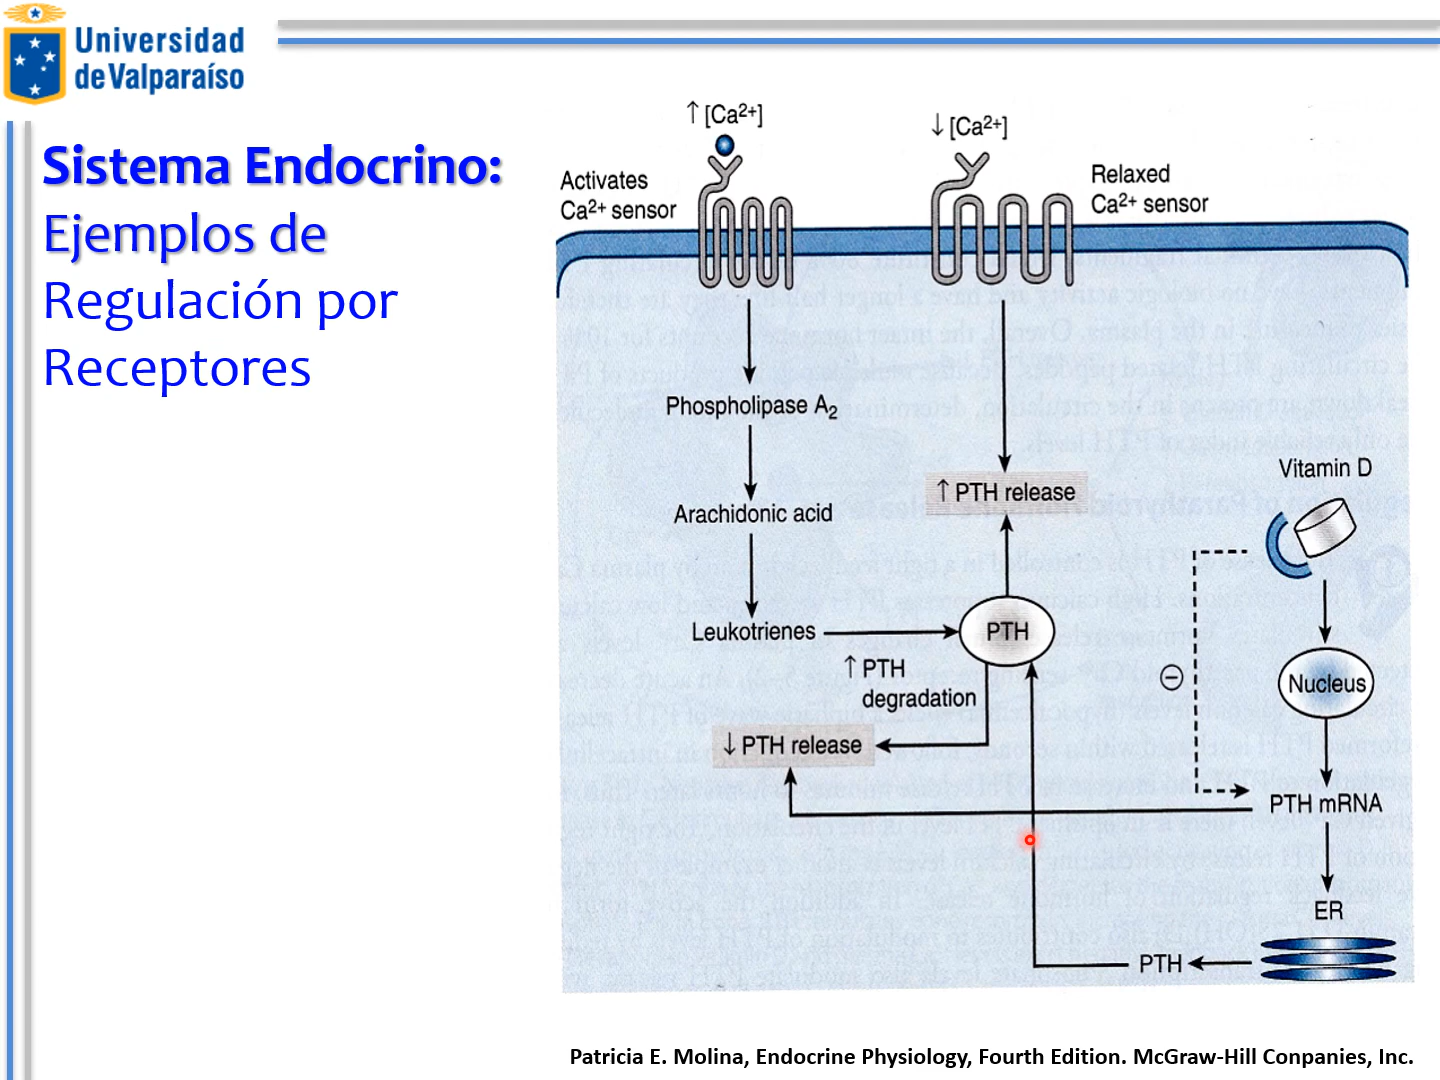 Universidad
de Valparaíso
Sistema Endocrino:
Ejemplos de
Regulación por
Receptores
↑ [Ca2+]
↓ [Ca2+]
Activates
Ca2+ sensor
Relaxed
Ca2+ sensor
Phospholipase A2
Arachidonic acid
Leukotrienes
↑ PTH
degradation
↓ PTH release
↑ PTH release
PTH
Vitamin D
Nucleus
PTH mRNA
ER
PTH
Patricia E. Molina, Endocrine Physiology, Fourth Edition. McGraw-Hill Conpanies, Inc.